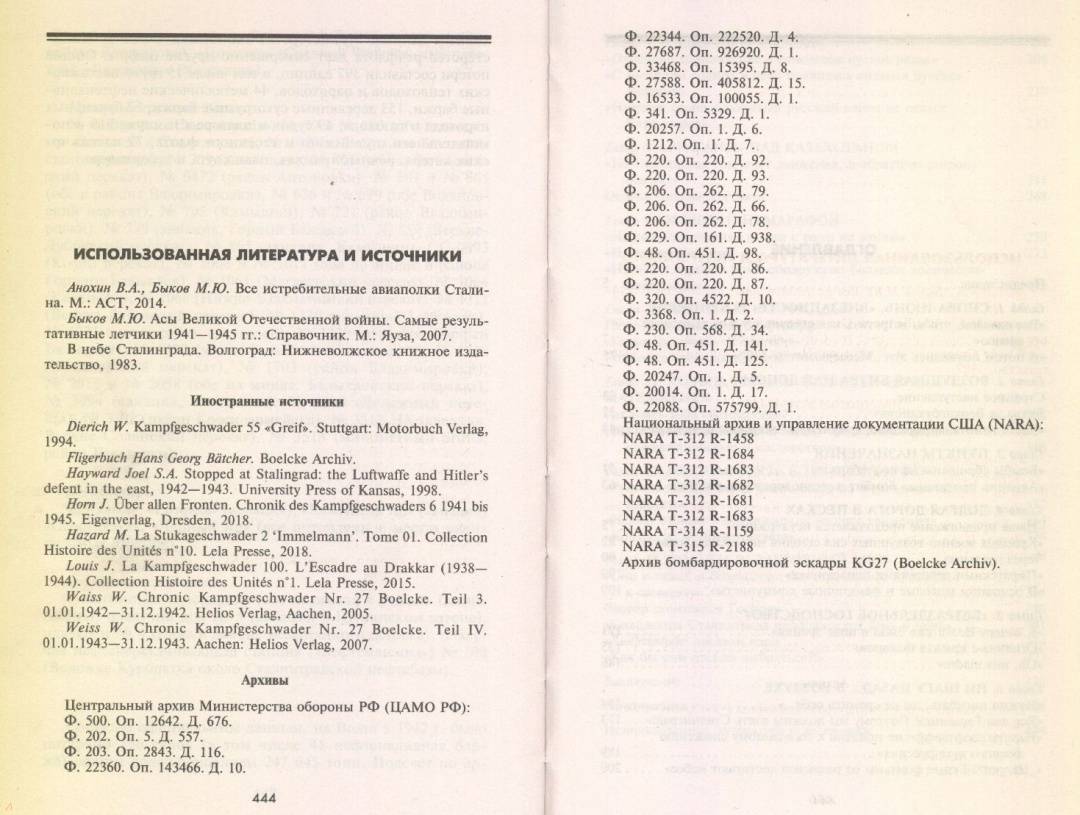 ИСПОЛЬЗОВАННАЯ ЛИТЕРАТУРА И ИСТОЧНИКИ
Анохин В.А., Быков М.Ю. Все истребительные авиаполки Стали-
на. М.: АСТ, 2014.
Быков М.Ю. Асы Великой Отечественной войны. Самые резуль-
тативные летчики 1941—1945 гг.: Справочник. М.: Яуза, 2007.
В небе Сталинграда. Волгоград: Нижневолжское книжное изда-
тельство, 1983.
Иностранные источники
Dierich W. Kampfgeschwader 55 «Greif». Stuttgart: Motorbuch Verlag,
1994.
Fligerbuch Hans Georg Bätcher. Boelcke Archiv.
Hayward Joel S.A. Stopped at Stalingrad: the Luftwaffe and Hitler's
defent in the east, 1942—1943. University Press of Kansas, 1998.
Horn J. Über allen Fronten. Chronik des Kampfgeschwaders 6 1941 bis
1945. Eigenverlag, Dresden, 2018.
Hazard M. La Stukageschwader 2 'Immelmann'. Tome 01. Collection
Histoire des Unités n°10. Lela Presse, 2018.
Louis J. La Kampfgeschwader 100. L'Escadre au Drakkar (1938—
1944). Collection Histoire des Unités n°1. Lela Presse, 2015.
Waiss W. Chronic Kampfgeschwader Nr. 27 Boelcke. Teil 3.
01.01.1942—31.12.1942. Helios Verlag, Aachen, 2005.
Weiss W. Chronic Kampfgeschwader Nr. 27 Boelcke. Teil IV.
01.01.1943—31.12.1943. Aachen: Helios Verlag, 2007.
Архивы
Центральный архив Министерства обороны РФ (ЦАМО РФ):
Ф. 500. Оп. 12642. Д. 676.
Ф. 202. Оп. 5. Д. 557.
Ф. 203. Оп. 2843. Д. 116.
Ф. 22360. Оп. 143466. Д. 10.
444
Ф. 22344. Оп. 222520. Д. 4.
Ф. 27687. Оп. 926920. Д. 1.
Ф. 33468. Оп. 15395. Д. 8.
Ф. 27588. Оп. 405812. Д. 15.
Ф. 16533. Оп. 100055. Д. 1.
Ф. 341. Оп. 5329. Д. 1.
Ф. 20257. Оп. 1. Д. 6.
Ф. 1212. Оп. 1. Д. 7.
Ф. 220. Оп. 220. Д. 92.
Ф. 220. Оп. 220. Д. 93.
Ф. 206. Оп. 262. Д. 79.
Ф. 206. Оп. 262. Д. 66.
Ф. 206. Оп. 262. Д. 78.
Ф. 229. Оп. 161. Д. 938.
Ф. 48. Оп. 451. Д. 98.
Ф. 220. Оп. 220. Д. 86.
Ф. 220. Оп. 220. Д. 87.
Ф. 320. Оп. 4522. Д. 10.
Ф. 3368. Оп. 1. Д. 2.
Ф. 230. Оп. 568. Д. 34.
Ф. 48. Оп. 451. Д. 141.
Ф. 48. Оп. 451. Д. 125.
Ф. 20247. Оп. 1. Д. 5.
Ф. 20014. Оп. 1. Д. 17.
Ф. 22088. Оп. 575799. Д. 1.
Национальный архив и управление документации США (NARA):
NARA T-312 R-1458
NARA T-312 R-1684
NARA T-312 R-1683
NARA T-312 R-1682
NARA T-312 R-1681
NARA T-312 R-1683
NARA T-314 R-1159
NARA T-315 R-2188
Архив бомбардировочной эскадры KG27 (Boelcke Archiv).